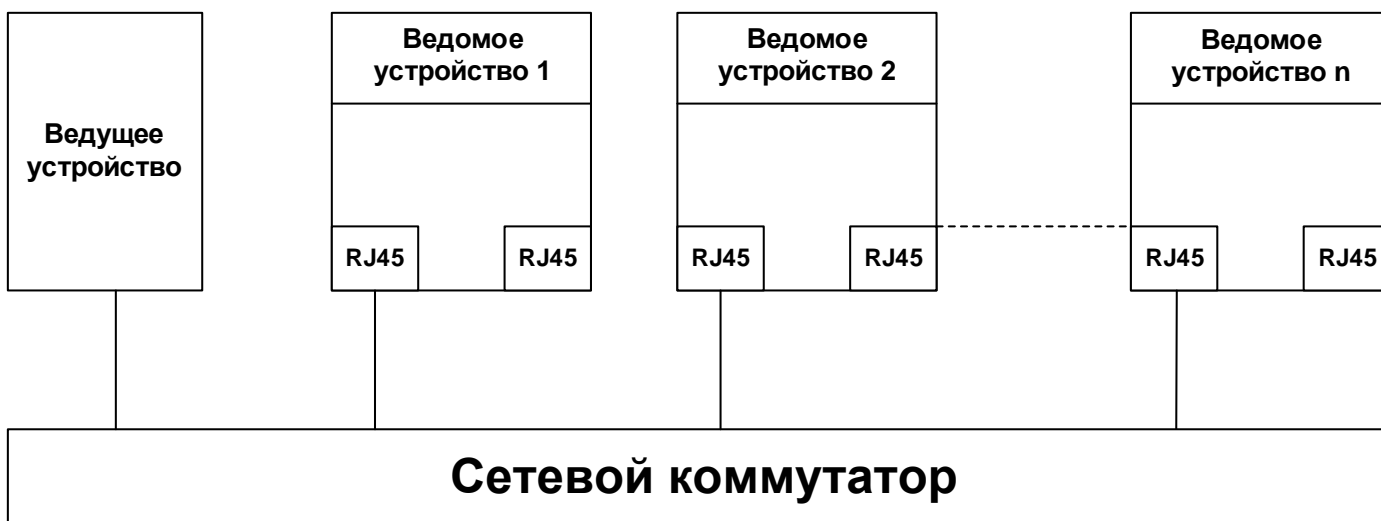 Ведущее
устройство
Ведомое
устройство 1
Ведомое
устройство 2
Ведомое
устройство n
RJ45
RJ45
RJ45
RJ45
RJ45
RJ45
Сетевой коммутатор